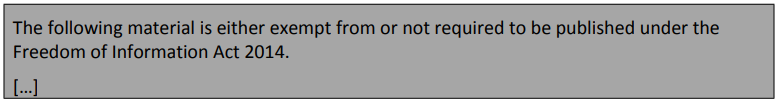 The following material is either exempt from or not required to be published under the
Freedom of Information Act 2014.
[…]